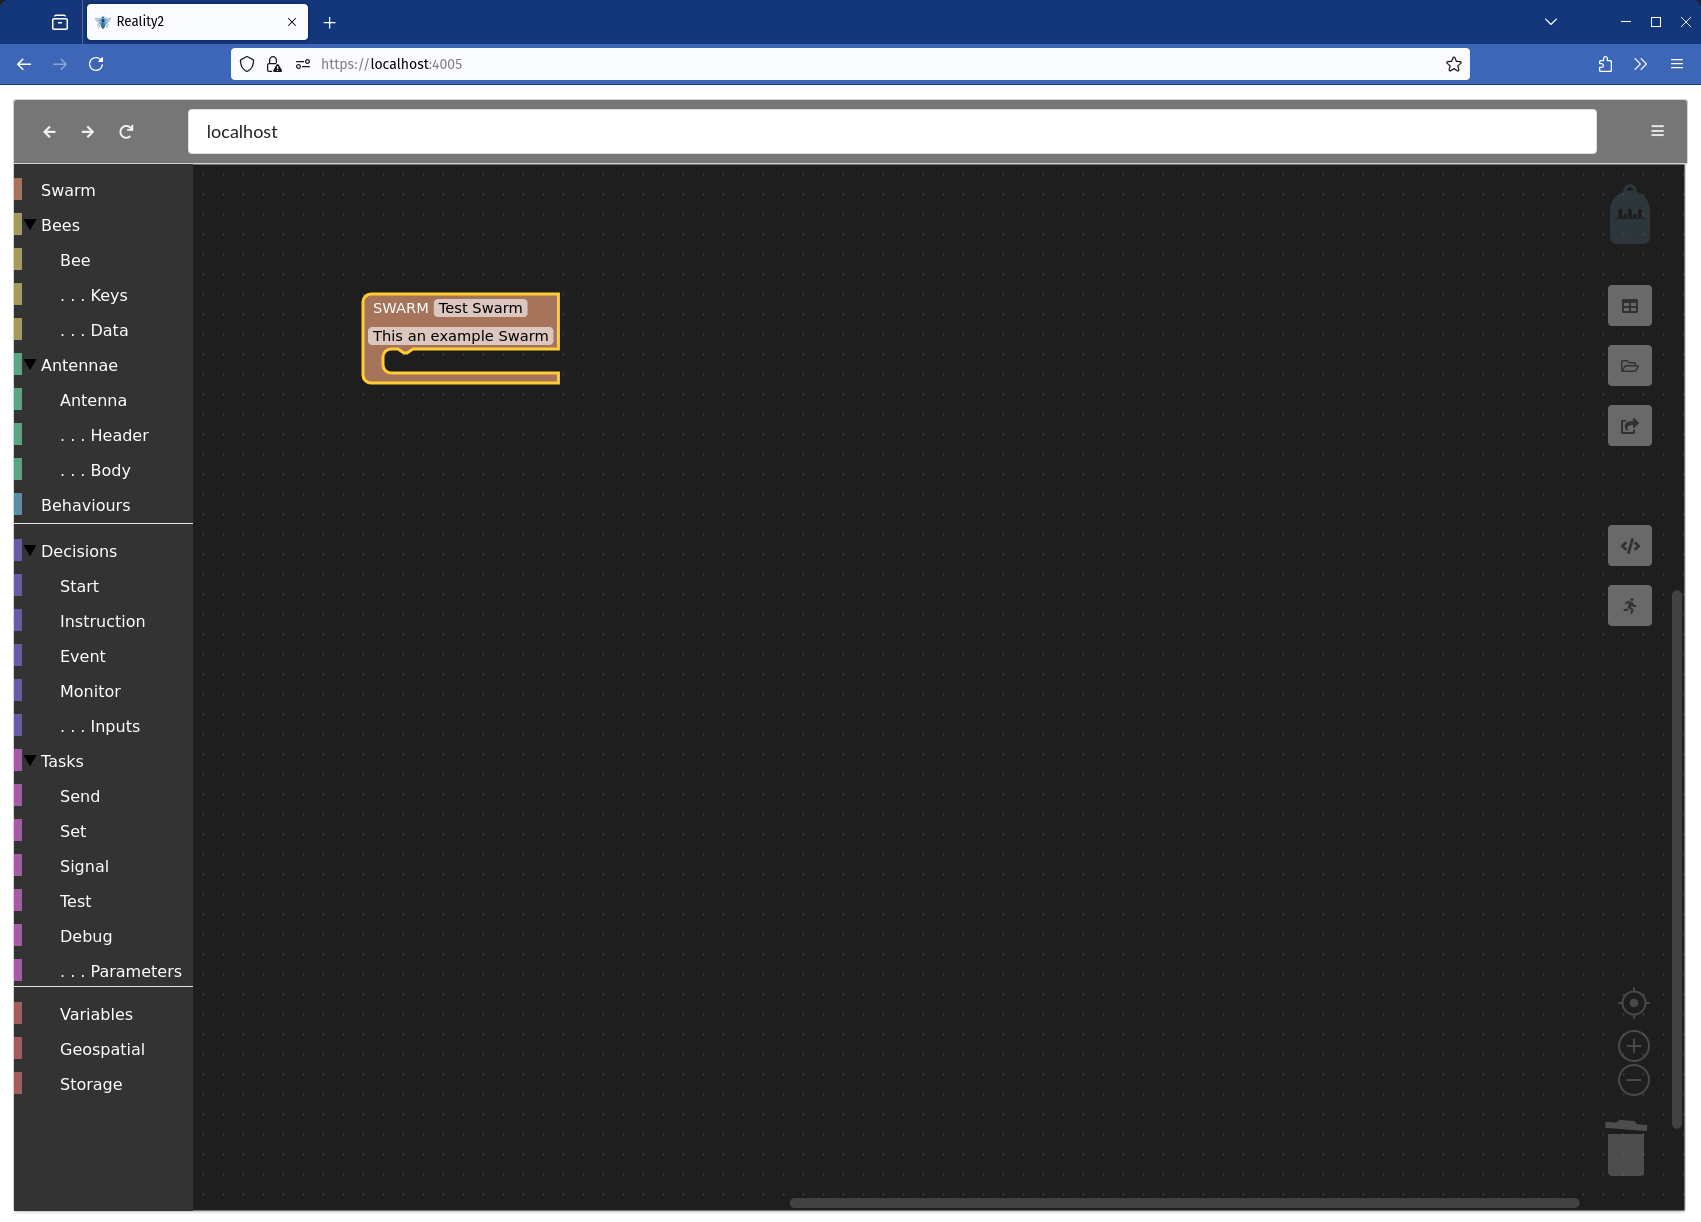 Reality2
https://localhost:4005
localhost
Swarm
Bees
Bee
. . . Keys
. . . Data
Antennae
Antenna
. . . Header
. . . Body
Behaviours
Decisions
Start
Instruction
Event
Monitor
. . . Inputs
Tasks
Send
Set
Signal
Test
Debug
. . . Parameters
Variables
Geospatial
Storage
SWARM Test Swarm
This an example Swarm